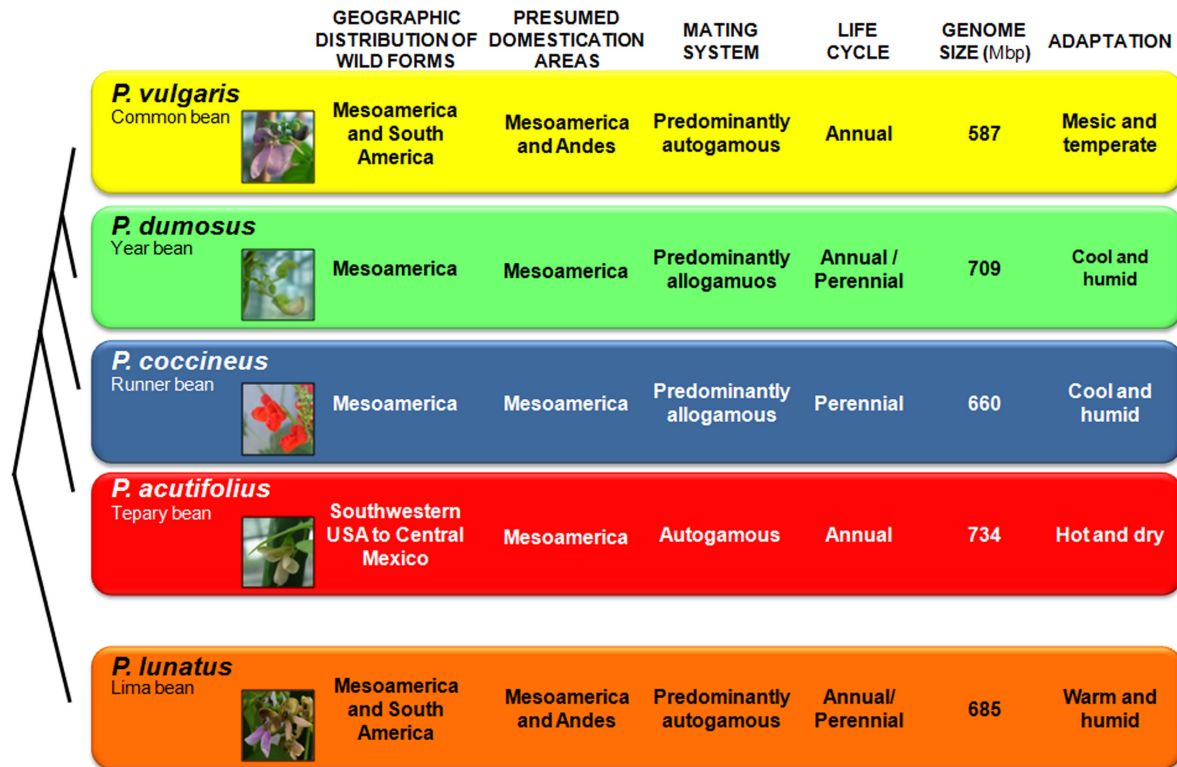 GEOGRAPHIC
DISTRIBUTION OF
WILD FORMS
PRESUMED
DOMESTICATION
AREAS
MATING
SYSTEM
LIFE
CYCLE
GENOME
SIZE (Mbp)
ADAPTATION
P. vulgaris
Common bean
Mesoamerica
and South
America
Mesoamerica
and Andes
Predominantly
autogamous
Annual
587
Mesic and
temperate
P. dumosus
Year bean
Mesoamerica
Mesoamerica
Predominantly
allogamuos
Annual /
Perennial
709
Cool and
humid
P. coccineus
Runner bean
Mesoamerica
Mesoamerica
Predominantly
allogamous
Perennial
660
Cool and
humid
P. acutifolius
Tepary bean
Southwestern
USA to Central
Mexico
Mesoamerica
Autogamous
Annual
734
Hot and dry
P. lunatus
Lima bean
Mesoamerica
and South
America
Mesoamerica
and Andes
Predominantly
autogamous
Annual/
Perennial
685
Warm and
humid